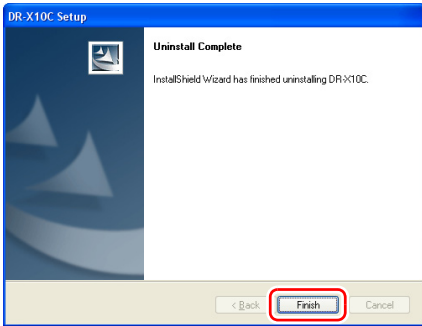 DR-X10C Setup
Uninstall Complete
InstallShield Wizard has finished uninstalling DR-X10C.
< Back
Finish
Cancel